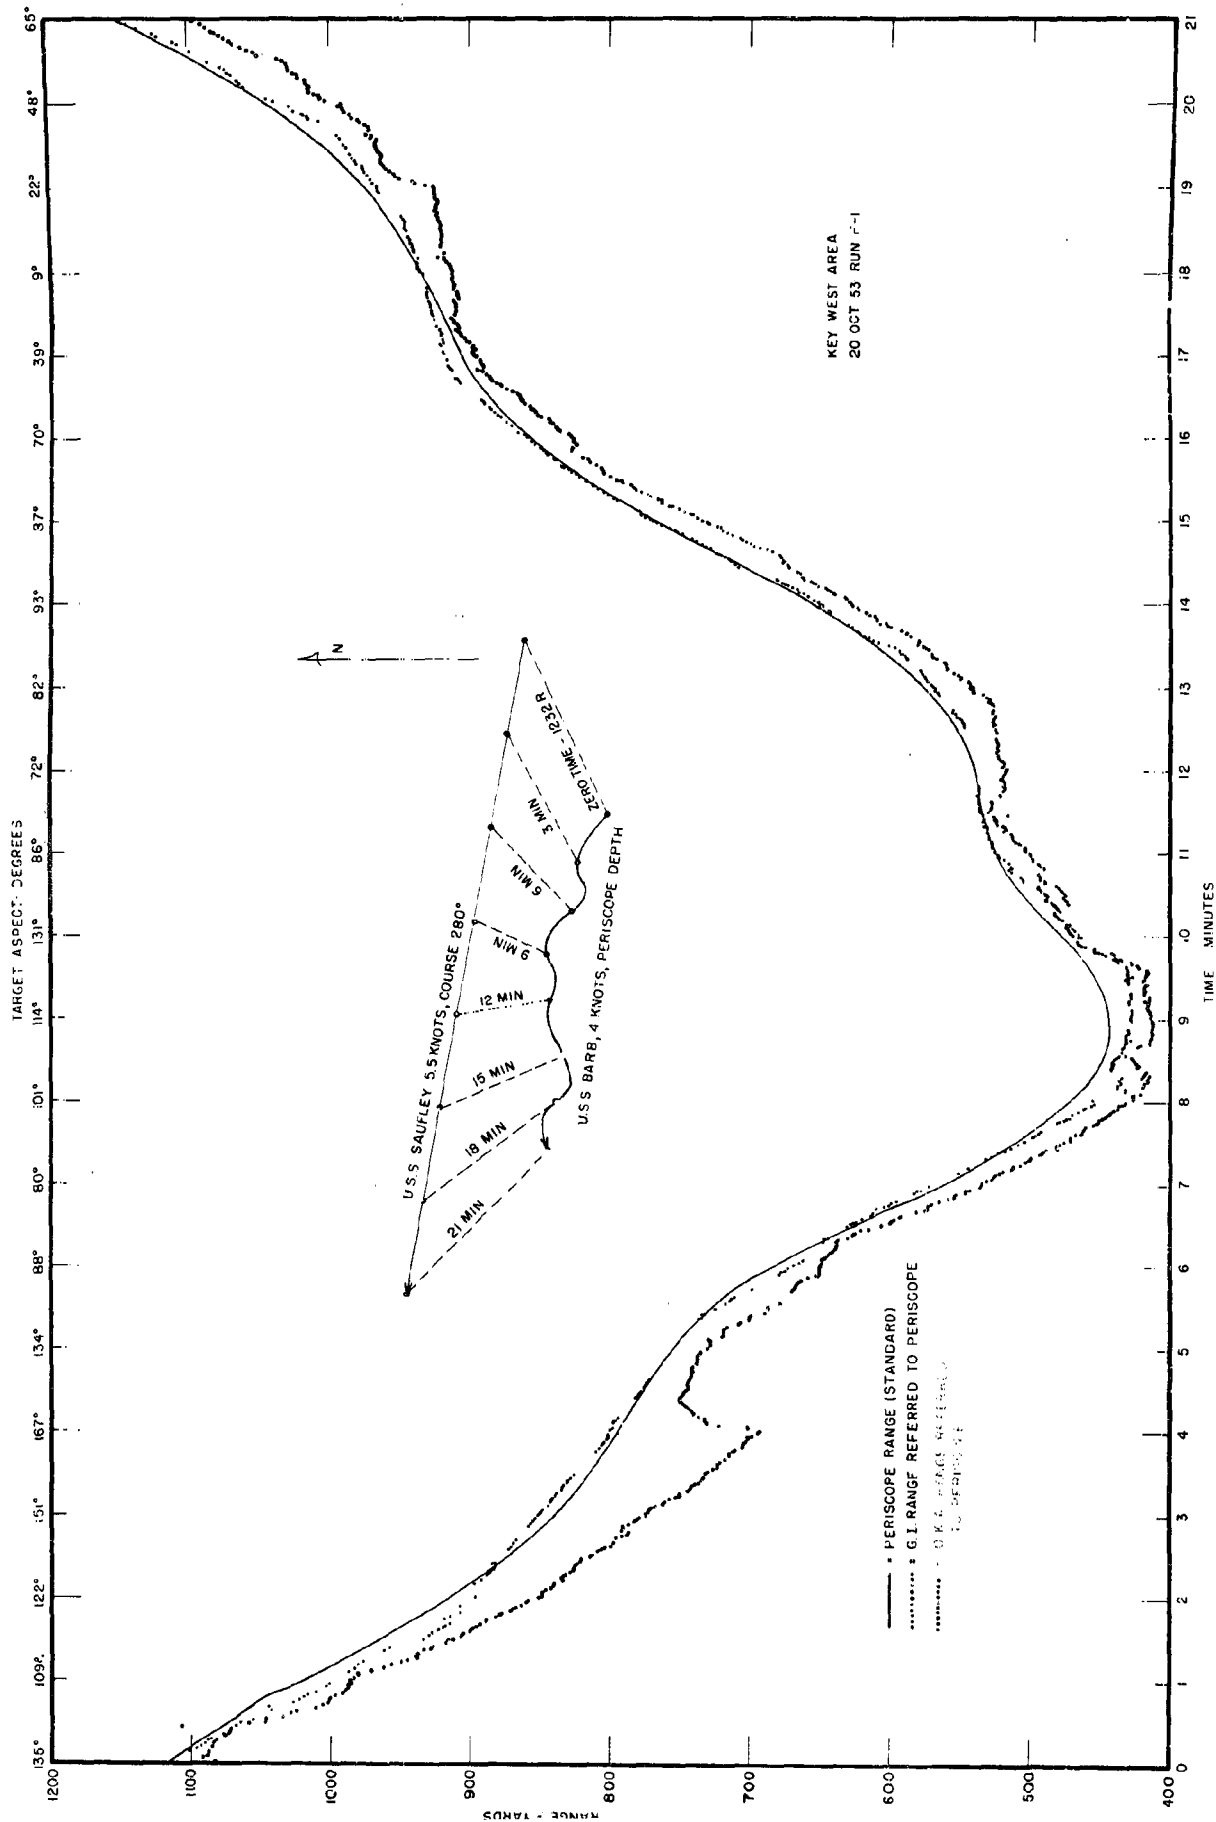 TARGET ASPECT- DEGREES
135° 109° 122° 151° 167° 134° 88° 80° 101° 114° 131° 86° 72° 82° 93° 37° 70° 39° 9° 22° 48° 65°
1200
1100
1000
900
800
700
600
500
400
RANGE - YARDS
U.S.S SAUFLEY 5.5 KNOTS, COURSE 280°
21 MIN
18 MIN
15 MIN
12 MIN
9 MIN
6 MIN
3 MIN
ZERO TIME - 1232 R
N
U.S.S BARB, 4 KNOTS, PERISCOPE DEPTH
KEY WEST AREA
20 OCT 53 RUN
= PERISCOPE RANGE (STANDARD)
= G.I. RANGE REFERRED TO PERISCOPE
RANGE REFERRED
TO PERISCOPE
0 1 2 3 4 5 6 7 8 9 10 11 12 13 14 15 16 17 18 19 20 21
TIME MINUTES